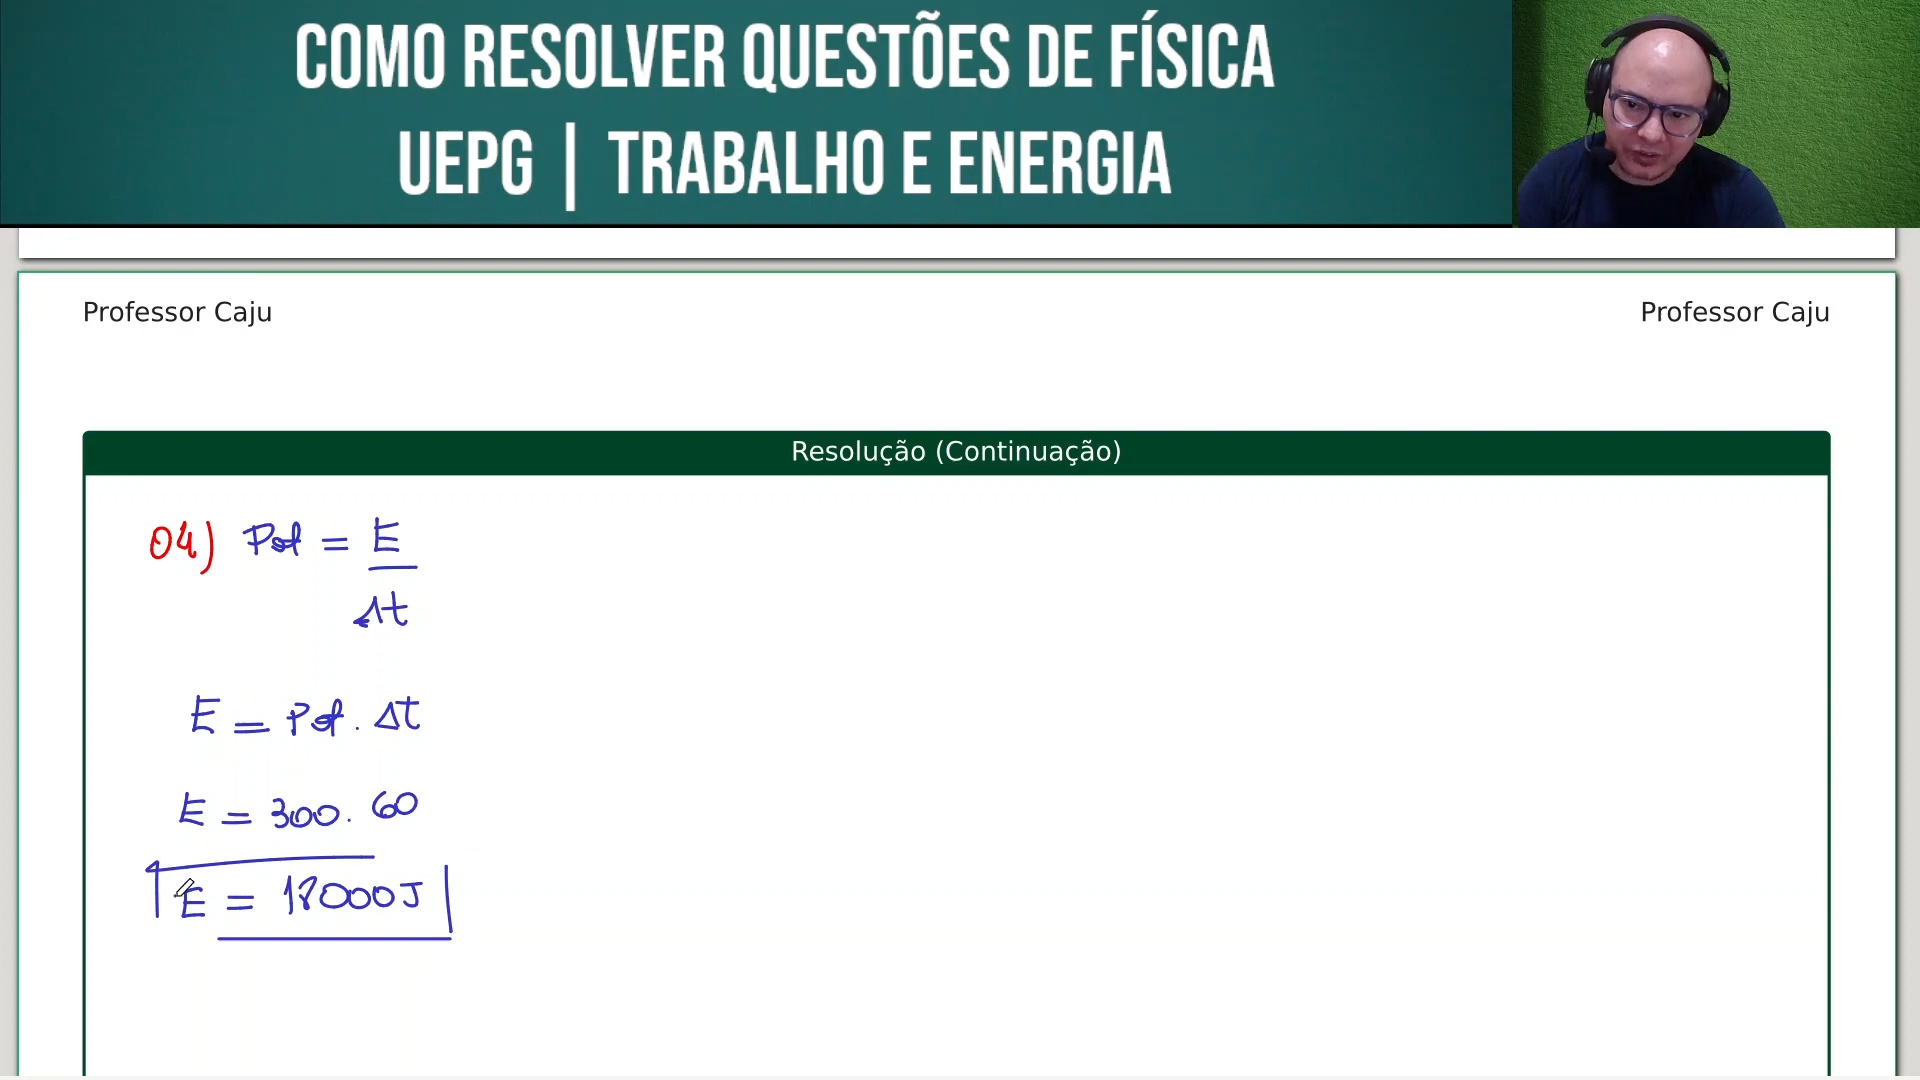 COMO RESOLVER QUESTÕES DE FÍSICA
UEPG | TRABALHO E ENERGIA
Professor Caju
Professor Caju
Resolução (Continuação)
04) Pot = E
Δt
E = Pot . Δt
E = 300 . 60
E = 18000 J